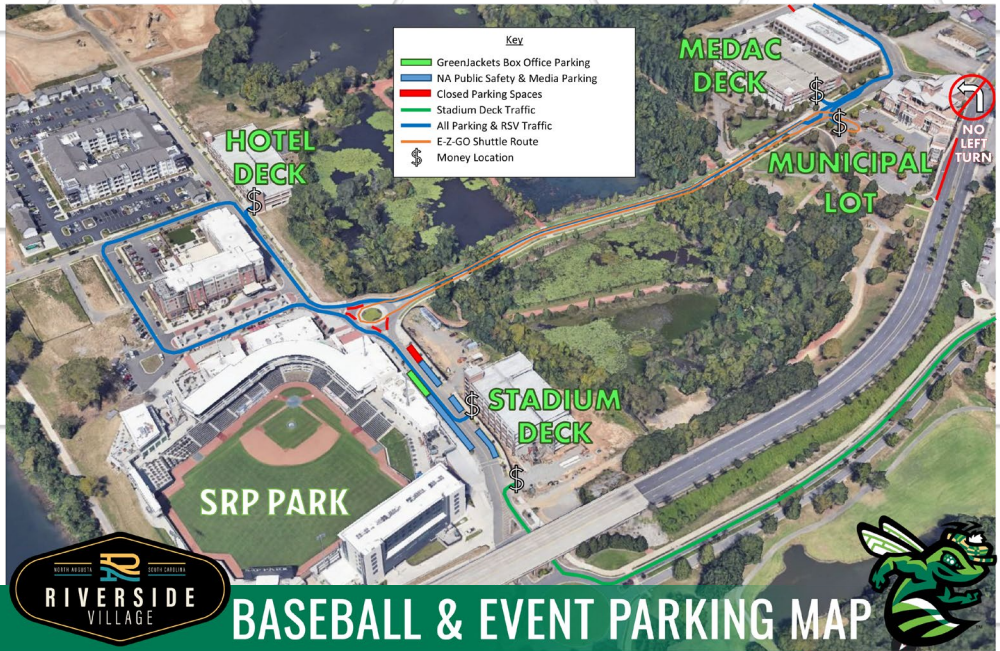 Key
GreenJackets Box Office Parking
NA Public Safety & Media Parking
Closed Parking Spaces
Stadium Deck Traffic
All Parking & RSV Traffic
E-Z-GO Shuttle Route
$ Money Location
MEDAC
DECK
$
$
NO
LEFT
TURN
HOTEL
DECK
$
MUNICIPAL
LOT
$
STADIUM
DECK
$
SRP PARK
NORTH AUGUSTA SOUTH CAROLINA
RIVERSIDE
VILLAGE
BASEBALL & EVENT PARKING MAP